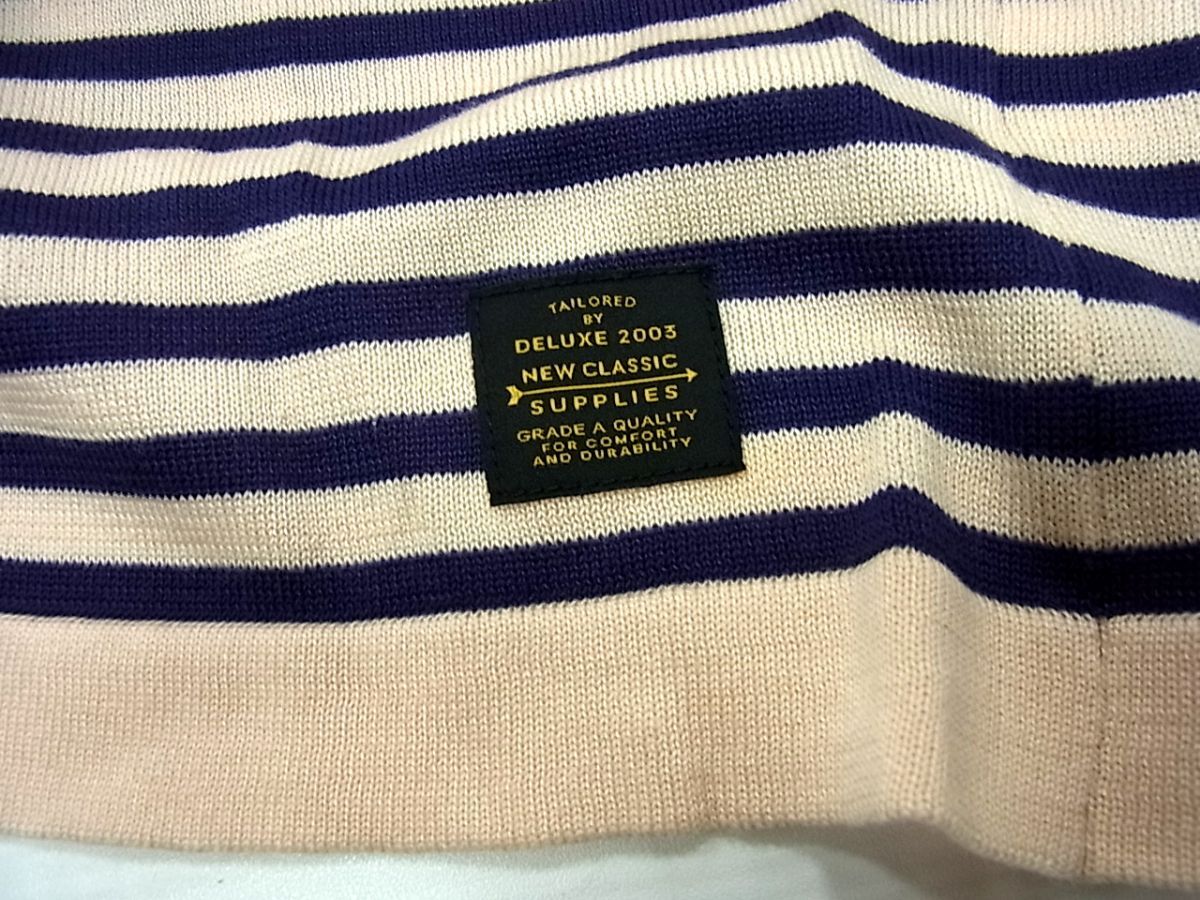 TAILORED
BY
DELUXE 2003
NEW CLASSIC
SUPPLIES
GRADE A QUALITY
FOR COMFORT
AND DURABILITY